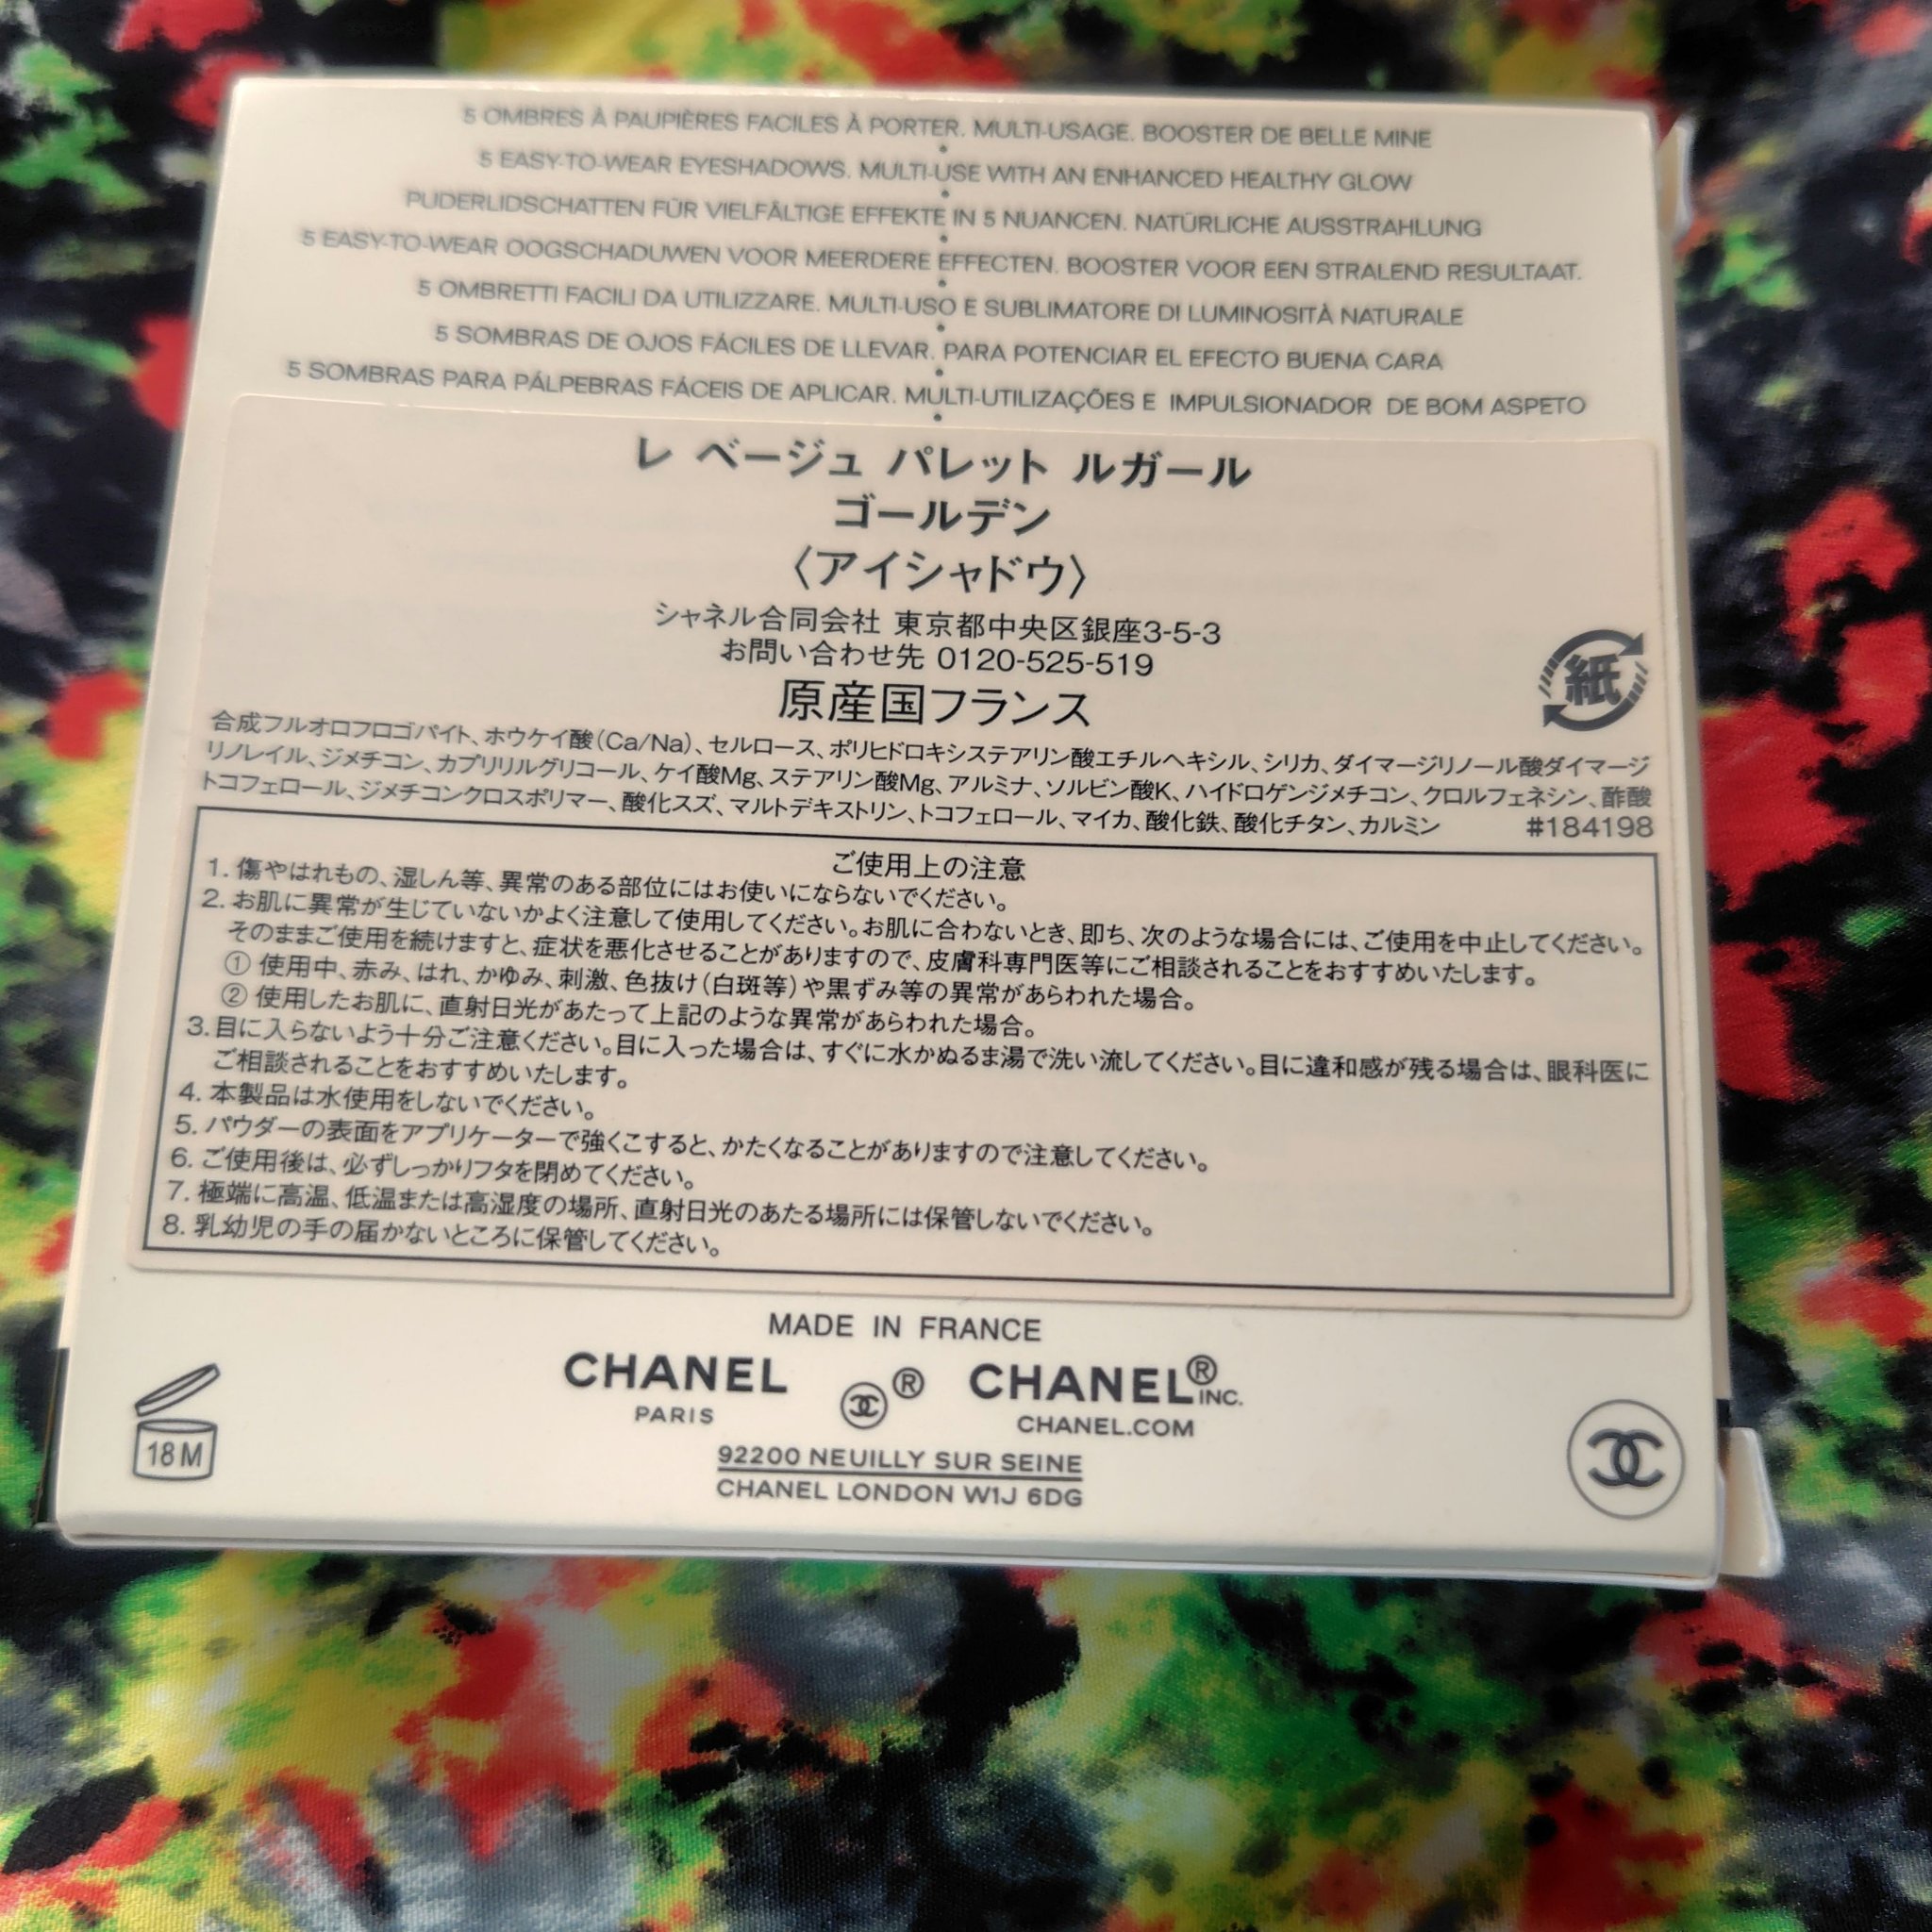 5 OMBRES À PAUPIÈRES FACILES À PORTER. MULTI-USAGE. BOOSTER DE BELLE MINE
5 EASY-TO-WEAR EYESHADOWS. MULTI-USE WITH AN ENHANCED HEALTHY GLOW
PUDERLIDSCHATTEN FÜR VIELFÄLTIGE EFFEKTE IN 5 NUANCEN. NATÜRLICHE AUSSTRAHLUNG
5 EASY-TO-WEAR OOGSCHADUWEN VOOR MEERDERE EFFECTEN. BOOSTER VOOR EEN STRALEND RESULTAAT.
5 OMBRETTI FACILI DA UTILIZZARE. MULTI-USO E SUBLIMATORE DI LUMINOSITÀ NATURALE
5 SOMBRAS DE OJOS FÁCILES DE LLEVAR. PARA POTENCIAR EL EFECTO BUENA CARA
5 SOMBRAS PARA PÁLPEBRAS FÁCEIS DE APLICAR. MULTI-UTILIZAÇÕES E IMPULSIONADOR DE BOM ASPETO
レ ベージュ パレット ルガール
ゴールデン
〈アイシャドウ〉
シャネル合同会社 東京都中央区銀座3-5-3
お問い合わせ先 0120-525-519
原産国フランス
紙
合成フルオロフロゴパイト、ホウケイ酸(Ca/Na)、セルロース、ポリヒドロキシステアリン酸エチルヘキシル、シリカ、ダイマージリノール酸ダイマージ
リノレイル、ジメチコン、カプリリルグリコール、ケイ酸Mg、ステアリン酸Mg、アルミナ、ソルビン酸K、ハイドロゲンジメチコン、クロルフェネシン、酢酸
トコフェロール、ジメチコンクロスポリマー、酸化スズ、マルトデキストリン、トコフェロール、マイカ、酸化鉄、酸化チタン、カルミン #184198
ご使用上の注意
1. 傷やはれもの、湿しん等、異常のある部位にはお使いにならないでください。
2. お肌に異常が生じていないかよく注意して使用してください。お肌に合わないとき、即ち、次のような場合には、ご使用を中止してください。
そのままご使用を続けますと、症状を悪化させることがありますので、皮膚科専門医等にご相談されることをおすすめいたします。
① 使用中、赤み、はれ、かゆみ、刺激、色抜け(白斑等)や黒ずみ等の異常があらわれた場合。
② 使用したお肌に、直射日光があたって上記のような異常があらわれた場合。
3. 目に入らないよう十分ご注意ください。目に入った場合は、すぐに水かぬるま湯で洗い流してください。目に違和感が残る場合は、眼科医に
ご相談されることをおすすめいたします。
4. 本製品は水使用をしないでください。
5. パウダーの表面をアプリケーターで強くこすると、かたくなることがありますので注意してください。
6. ご使用後は、必ずしっかりフタを閉めてください。
7. 極端に高温、低温または高湿度の場所、直射日光のあたる場所には保管しないでください。
8. 乳幼児の手の届かないところに保管してください。
MADE IN FRANCE
CHANEL ® CHANEL® INC.
PARIS CHANEL.COM
18M
92200 NEUILLY SUR SEINE
CHANEL LONDON W1J 6DG